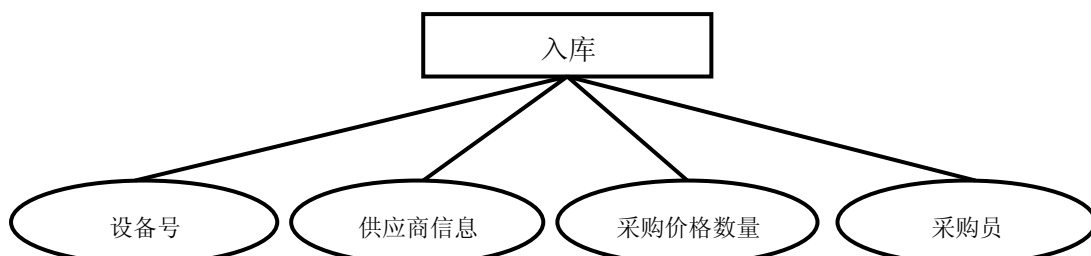 入库
设备号
供应商信息
采购价格数量
采购员